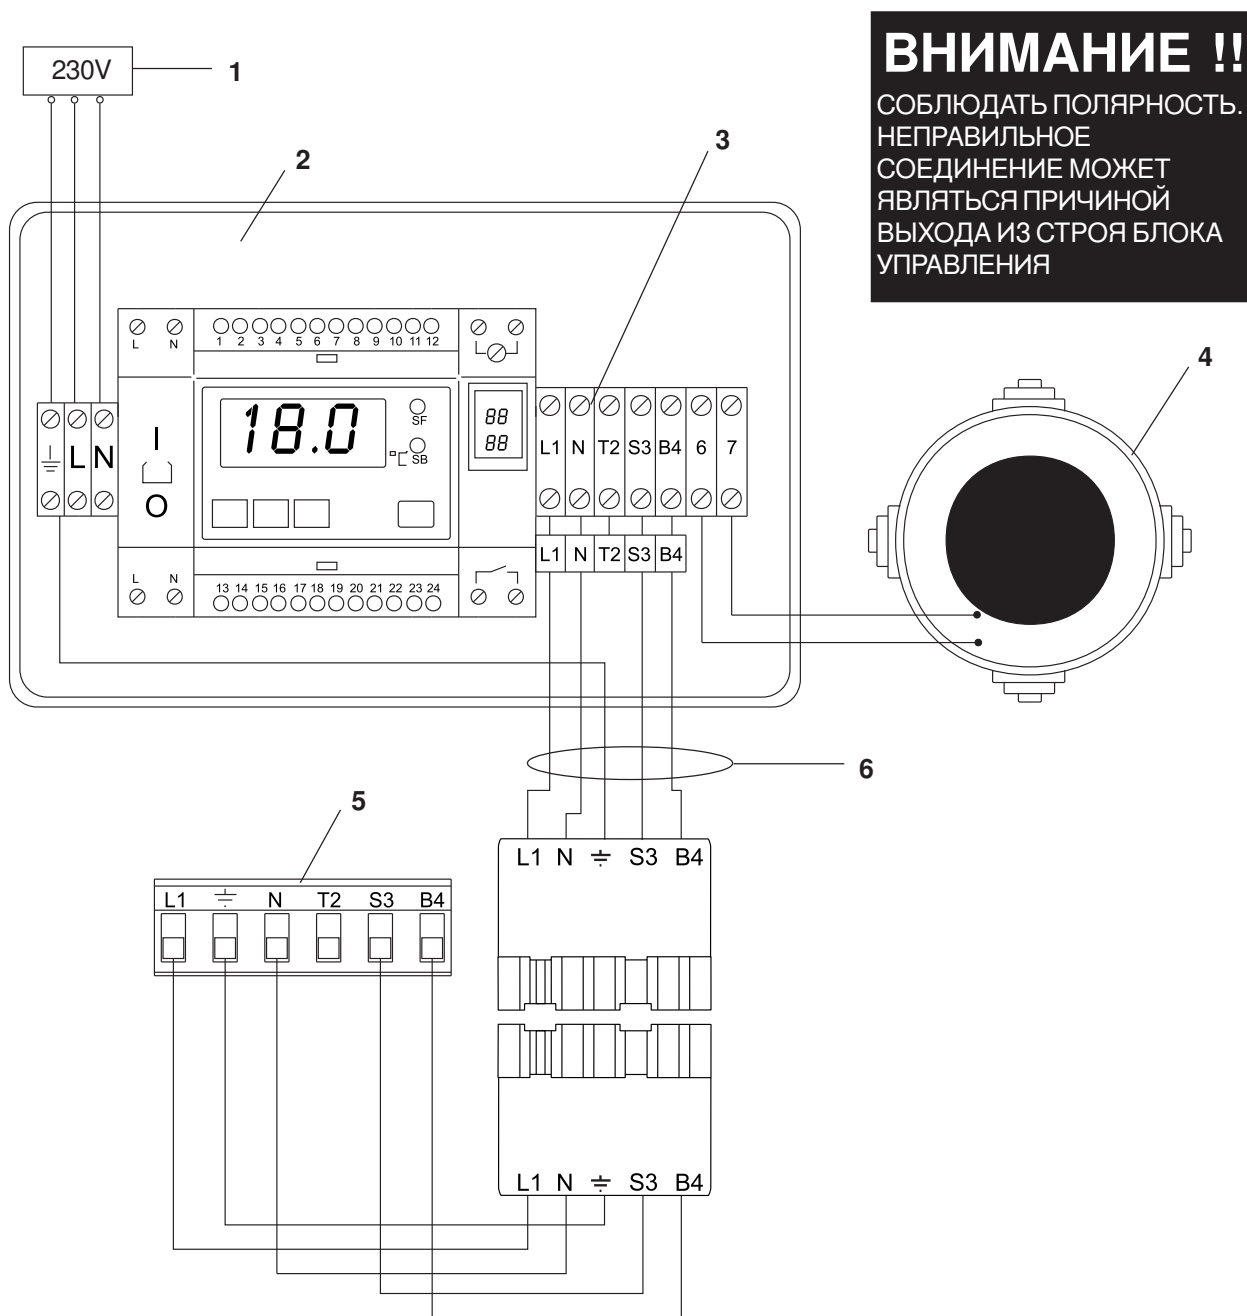 ВНИМАНИЕ !!
СОБЛЮДАТЬ ПОЛЯРНОСТЬ.
НЕПРАВИЛЬНОЕ
СОЕДИНЕНИЕ МОЖЕТ
ЯВЛЯТЬСЯ ПРИЧИНОЙ
ВЫХОДА ИЗ СТРОЯ БЛОКА
УПРАВЛЕНИЯ
230V
1
2
3
4
L N
1 2 3 4 5 6 7 8 9 10 11 12
18.0
SF
SB
88
88
L N
I
O
L1 N T2 S3 B4 6 7
L1 N T2 S3 B4
L N
13 14 15 16 17 18 19 20 21 22 23 24
6
5
L1 N S3 B4
L1 N T2 S3 B4
L1 N S3 B4